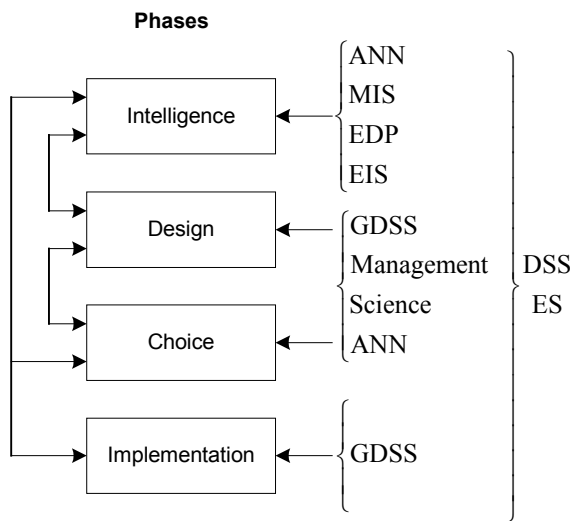 Phases
Intelligence
Design
Choice
Implementation
ANN
MIS
EDP
EIS
GDSS
Management
Science
ANN
GDSS
DSS
ES